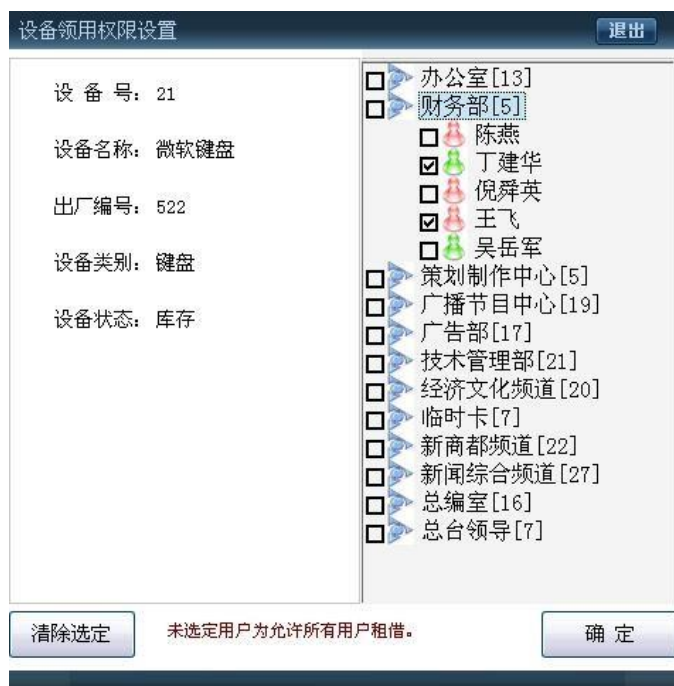 设备领用权限设置
退出
设 备 号: 21
设备名称: 微软键盘
出厂编号: 522
设备类别: 键盘
设备状态: 库存
办公室[13]
财务部[5]
陈燕
丁建华
倪舜英
王飞
吴岳军
策划制作中心[5]
广播节目中心[19]
广告部[17]
技术管理部[21]
经济文化频道[20]
临时卡[7]
新商都频道[22]
新闻综合频道[27]
总编室[16]
总台领导[7]
清除选定
未选定用户为允许所有用户租借。
确 定